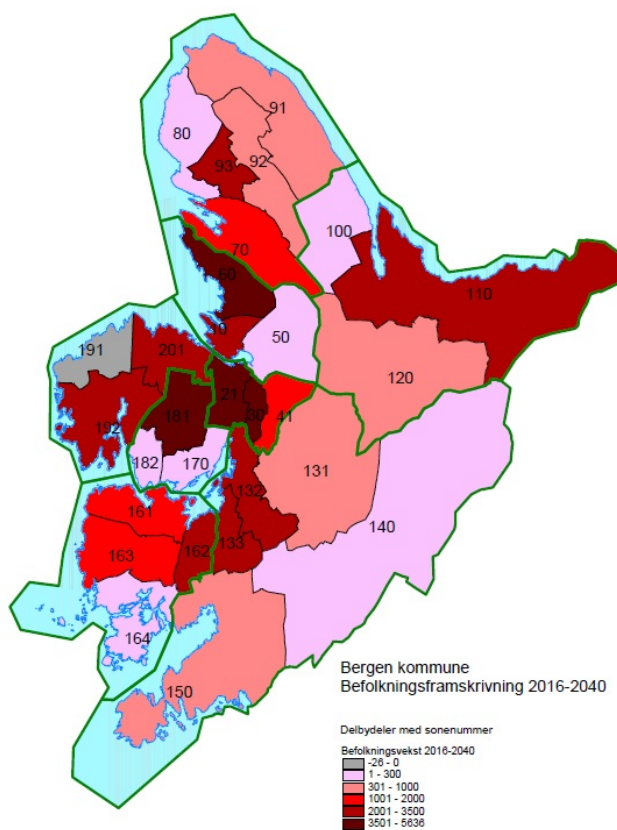 91
80
92
93
100
70
60
110
10
50
191
201
120
181
21
30
41
192
182
170
131
132
140
161
133
162
163
164
150
Bergen kommune
Befolkningsframskrivning 2016-2040
Delbydeler med sonenummer
Befolkningsvekst 2016-2040
-26 - 0
1 - 300
301 - 1000
1001 - 2000
2001 - 3500
3501 - 5636